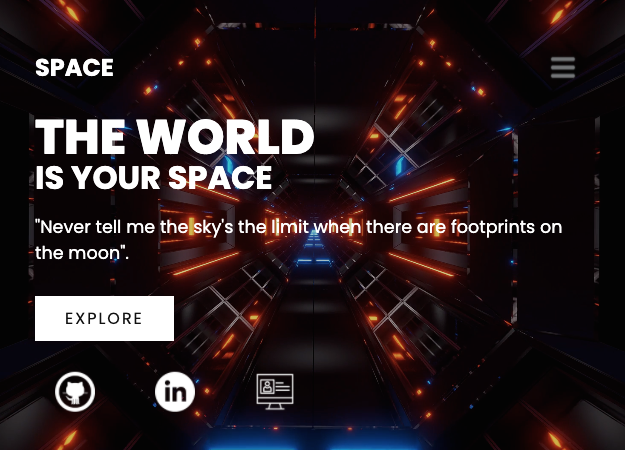 SPACE
THE WORLD
IS YOUR SPACE
"Never tell me the sky's the limit when there are footprints on
the moon".
EXPLORE
in